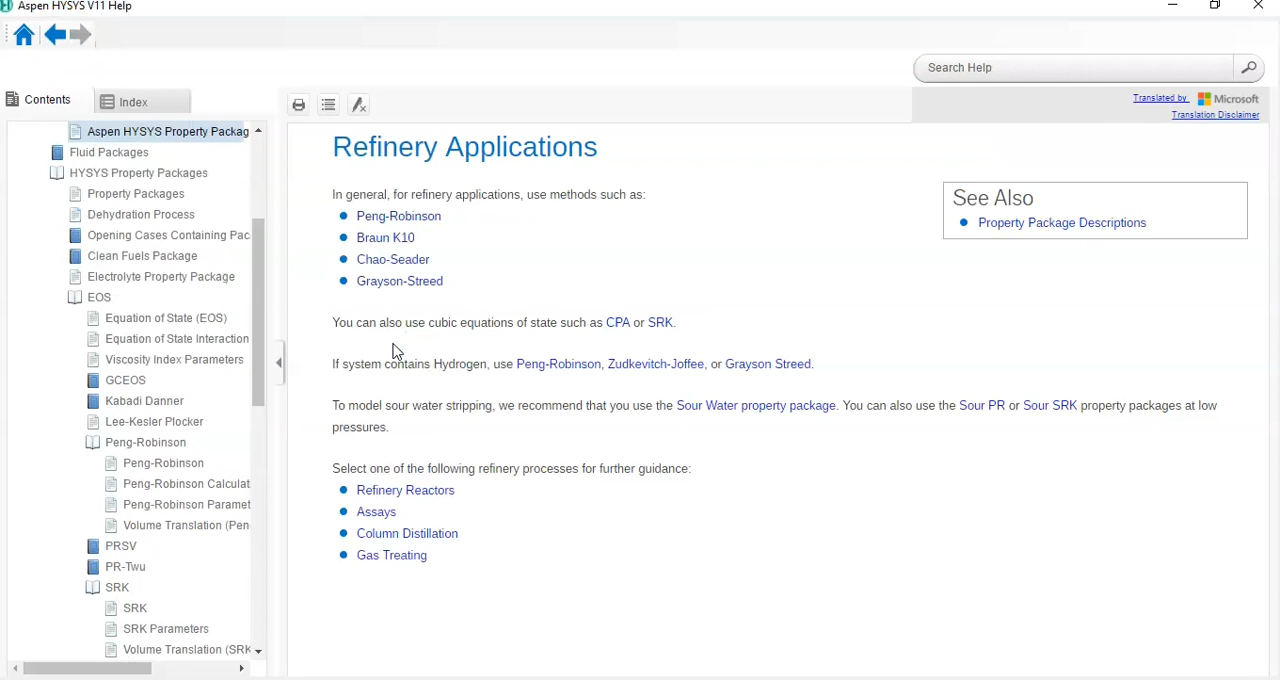 Aspen HYSYS V11 Help
Search Help
Contents
Index
Translated by
Microsoft
Translation Disclaimer
Aspen HYSYS Property Packag
Fluid Packages
HYSYS Property Packages
Property Packages
Dehydration Process
Opening Cases Containing Pac
Clean Fuels Package
Electrolyte Property Package
EOS
Equation of State (EOS)
Equation of State Interaction
Viscosity Index Parameters
GCEOS
Kabadi Danner
Lee-Kesler Plocker
Peng-Robinson
Peng-Robinson
Peng-Robinson Calculat
Peng-Robinson Paramet
Volume Translation (Pen
PRSV
PR-Twu
SRK
SRK
SRK Parameters
Volume Translation (SRK
Refinery Applications
In general, for refinery applications, use methods such as:
Peng-Robinson
Braun K10
Chao-Seader
Grayson-Streed
You can also use cubic equations of state such as CPA or SRK.
If system contains Hydrogen, use Peng-Robinson, Zudkevitch-Joffee, or Grayson Streed.
To model sour water stripping, we recommend that you use the Sour Water property package. You can also use the Sour PR or Sour SRK property packages at low
pressures.
Select one of the following refinery processes for further guidance:
Refinery Reactors
Assays
Column Distillation
Gas Treating
See Also
Property Package Descriptions